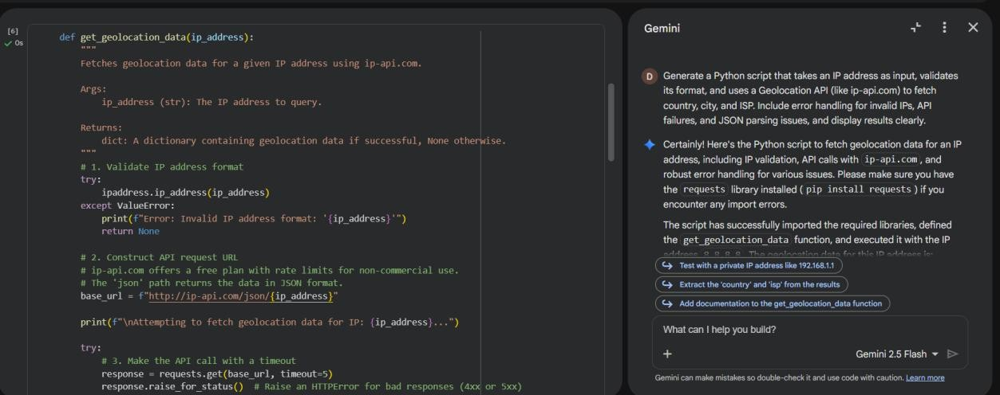 [6]
0s
def get_geolocation_data(ip_address):
"""
Fetches geolocation data for a given IP address using ip-api.com.
Args:
ip_address (str): The IP address to query.
Returns:
dict: A dictionary containing geolocation data if successful, None otherwise.
"""
# 1. Validate IP address format
try:
ipaddress.ip_address(ip_address)
except ValueError:
print(f"Error: Invalid IP address format: '{ip_address}'")
return None
# 2. Construct API request URL
# ip-api.com offers a free plan with rate limits for non-commercial use.
# The 'json' path returns the data in JSON format.
base_url = f"http://ip-api.com/json/{ip_address}"
print(f"\nAttempting to fetch geolocation data for IP: {ip_address}...")
try:
# 3. Make the API call with a timeout
response = requests.get(base_url, timeout=5)
response.raise_for_status()  # Raise an HTTPError for bad responses (4xx or 5xx)
Gemini
D
Generate a Python script that takes an IP address as input, validates
its format, and uses a Geolocation API (like ip-api.com) to fetch
country, city, and ISP. Include error handling for invalid IPs, API
failures, and JSON parsing issues, and display results clearly.
Certainly! Here's the Python script to fetch geolocation data for an IP
address, including IP validation, API calls with ip-api.com, and
robust error handling for various issues. Please make sure you have
the requests library installed ( pip install requests ) if you
encounter any import errors.
The script has successfully imported the required libraries, defined
the get_geolocation_data function, and executed it with the IP
address 8.8.8.8. The geolocation data for this IP address is:
Test with a private IP address like 192.168.1.1
Extract the 'country' and 'isp' from the results
Add documentation to the get_geolocation_data function
What can I help you build?
Gemini 2.5 Flash
Gemini can make mistakes so double-check it and use code with caution. Learn more